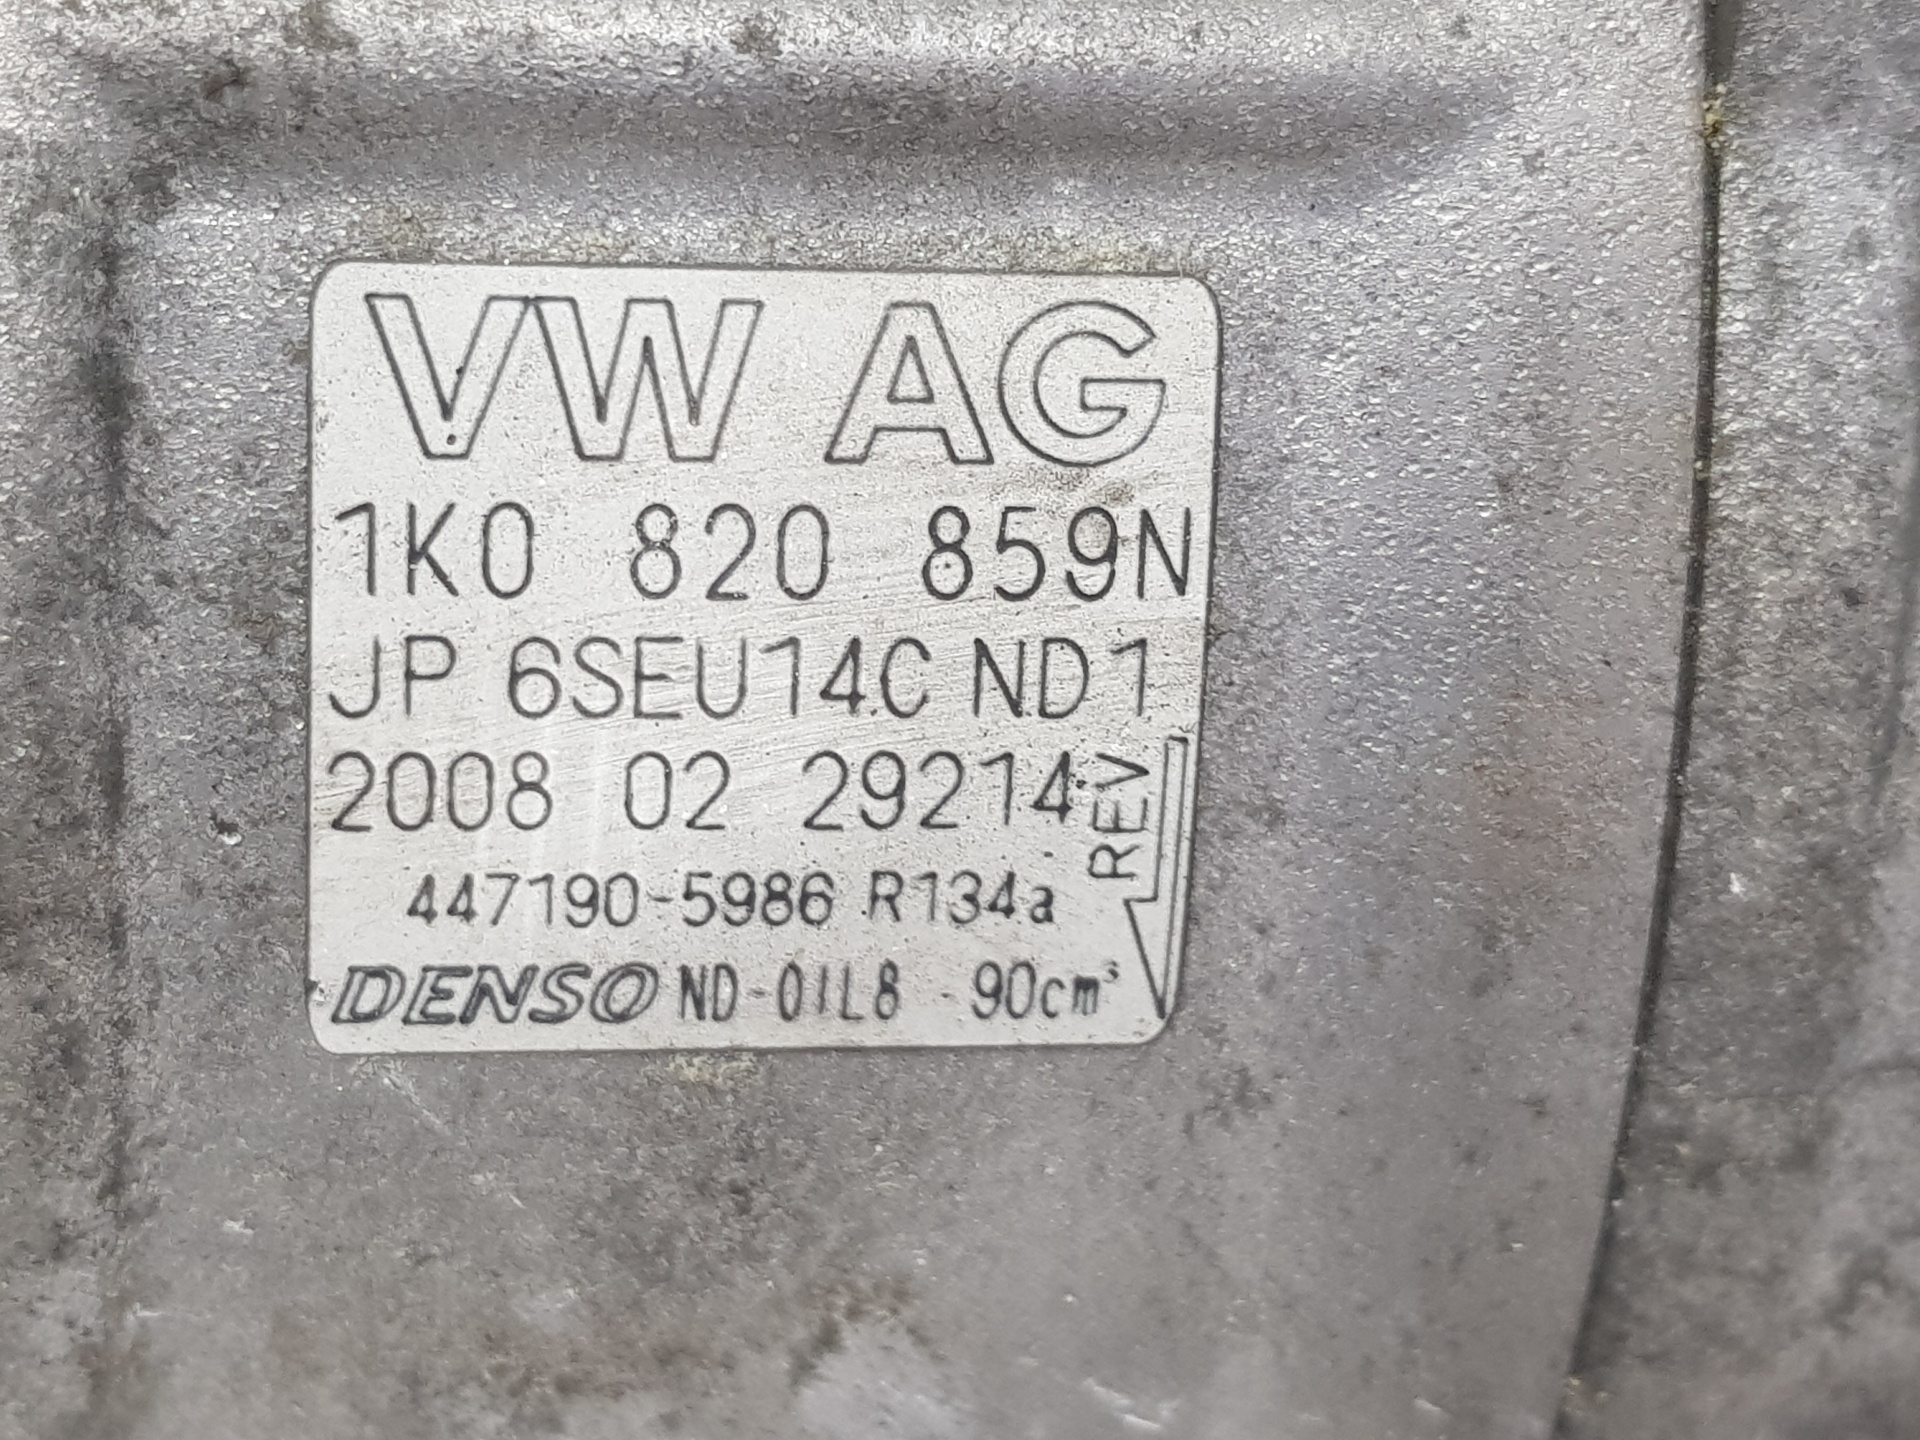 VW AG
1K0 820 859N
JP 6SEU14C ND1
2008 02 29214
REV
447190-5986 R134a
DENSO ND-OIL8 90cm³